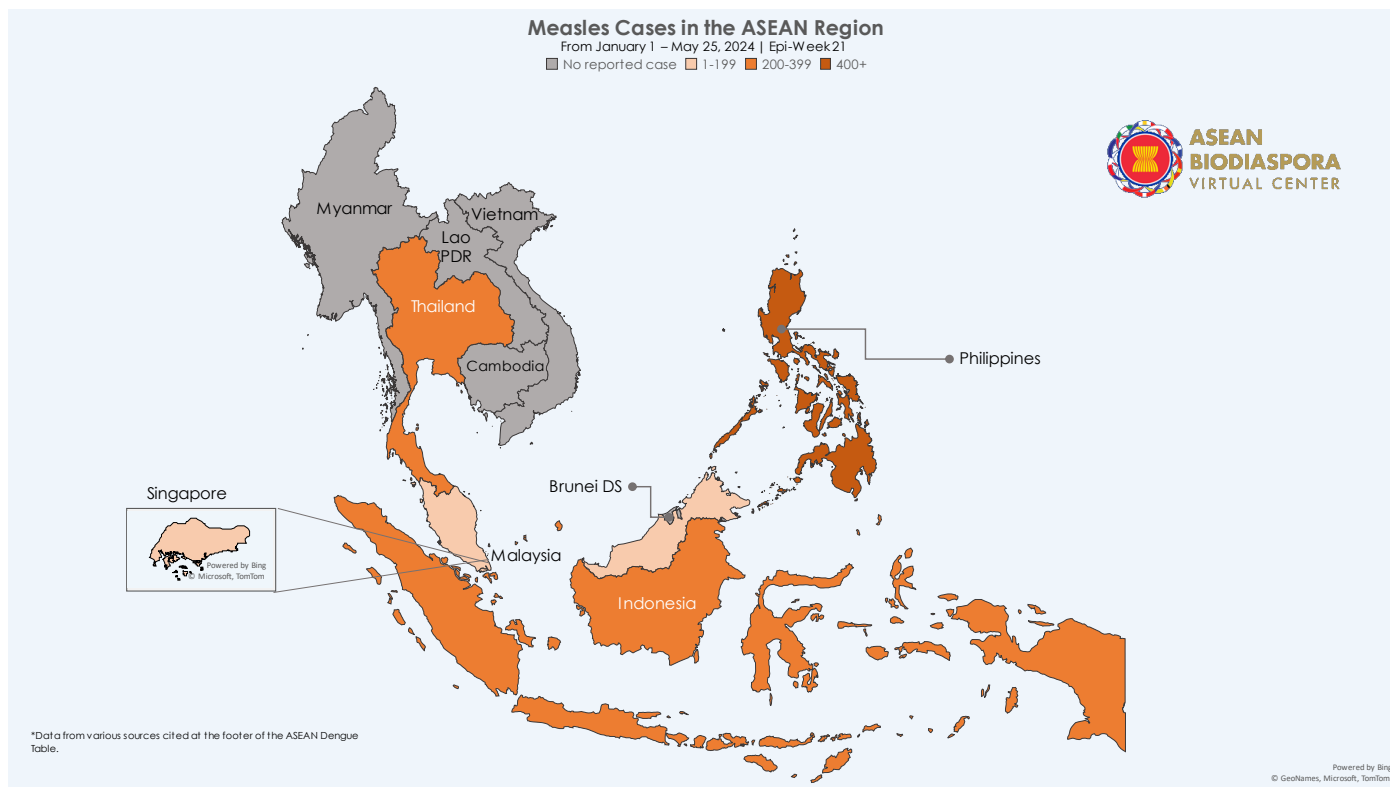 Measles Cases in the ASEAN Region
From January 1 – May 25, 2024 | Epi-Week 21
No reported case 1-199 200-399 400+
ASEAN
BIODIASPORA
VIRTUAL CENTER
Myanmar
Vietnam
Lao
PDR
Thailand
Cambodia
Philippines
Brunei DS
Singapore
Powered by Bing
© Microsoft, TomTom
Malaysia
Indonesia
*Data from various sources cited at the footer of the ASEAN Dengue
Table.
Powered by Bing
© GeoNames, Microsoft, TomTom